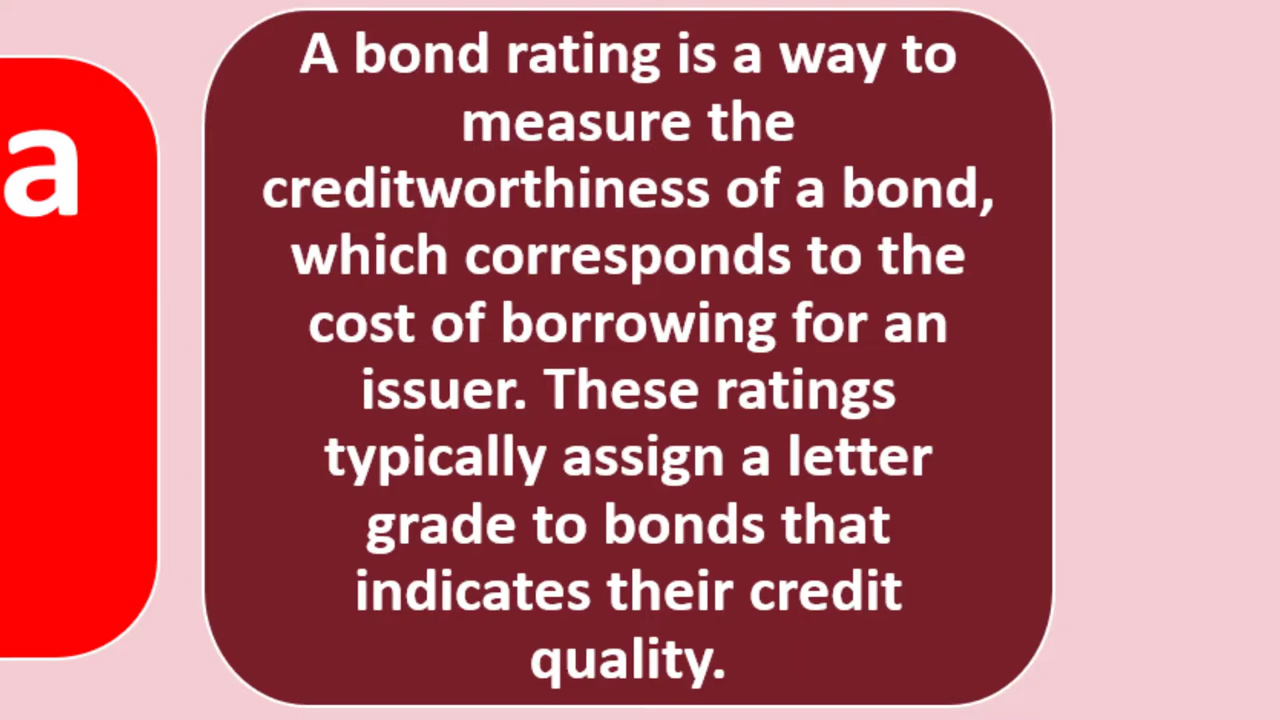 a
A bond rating is a way to
measure the
creditworthiness of a bond,
which corresponds to the
cost of borrowing for an
issuer. These ratings
typically assign a letter
grade to bonds that
indicates their credit
quality.